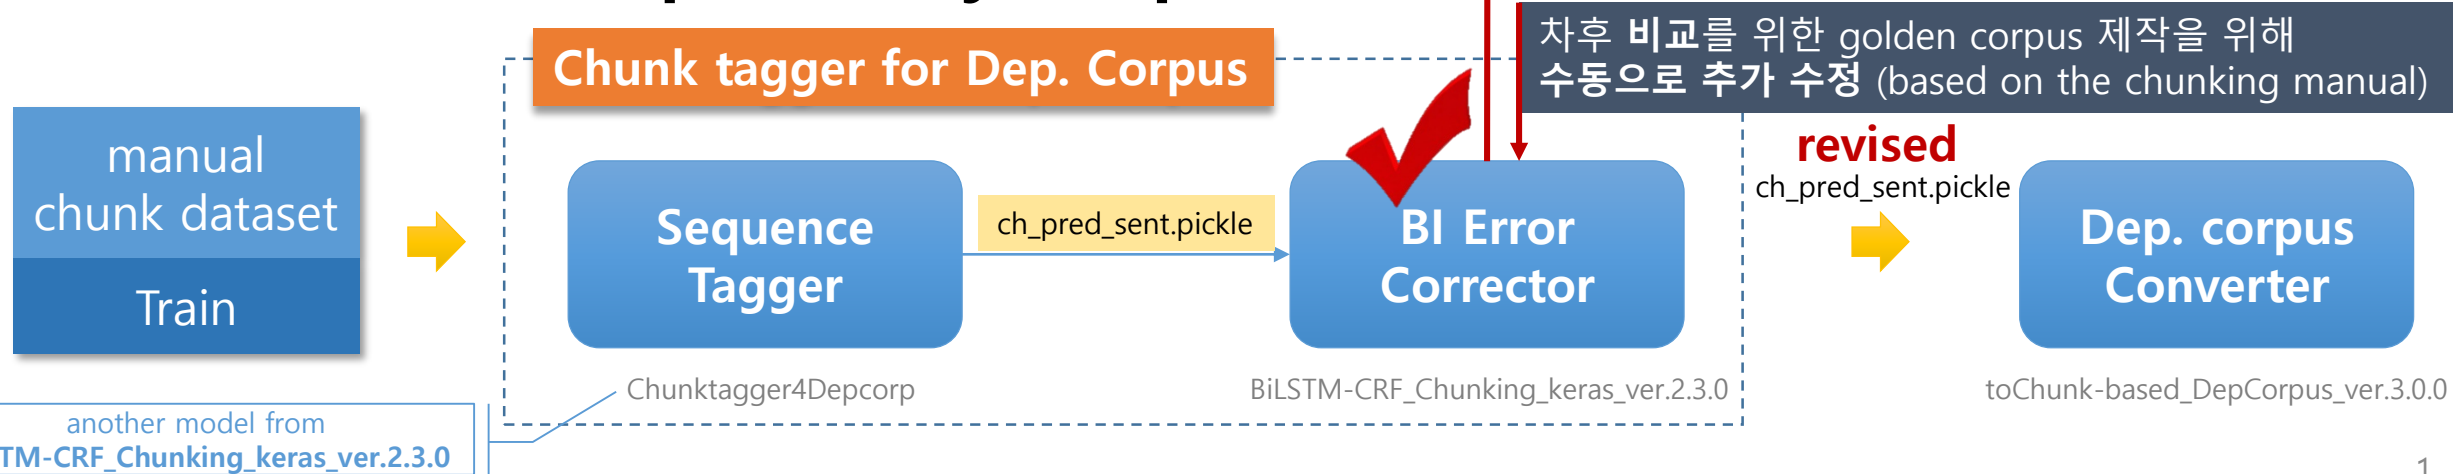 차후 비교를 위한 golden corpus 제작을 위해
수동으로 추가 수정 (based on the chunking manual)
Chunk tagger for Dep. Corpus
manual
chunk dataset
Train
Sequence
Tagger
ch_pred_sent.pickle
BI Error
Corrector
revised
ch_pred_sent.pickle
Dep. corpus
Converter
Chunktagger4Depcorp
BiLSTM-CRF_Chunking_keras_ver.2.3.0
toChunk-based_DepCorpus_ver.3.0.0
another model from
TM-CRF_Chunking_keras_ver.2.3.0
1